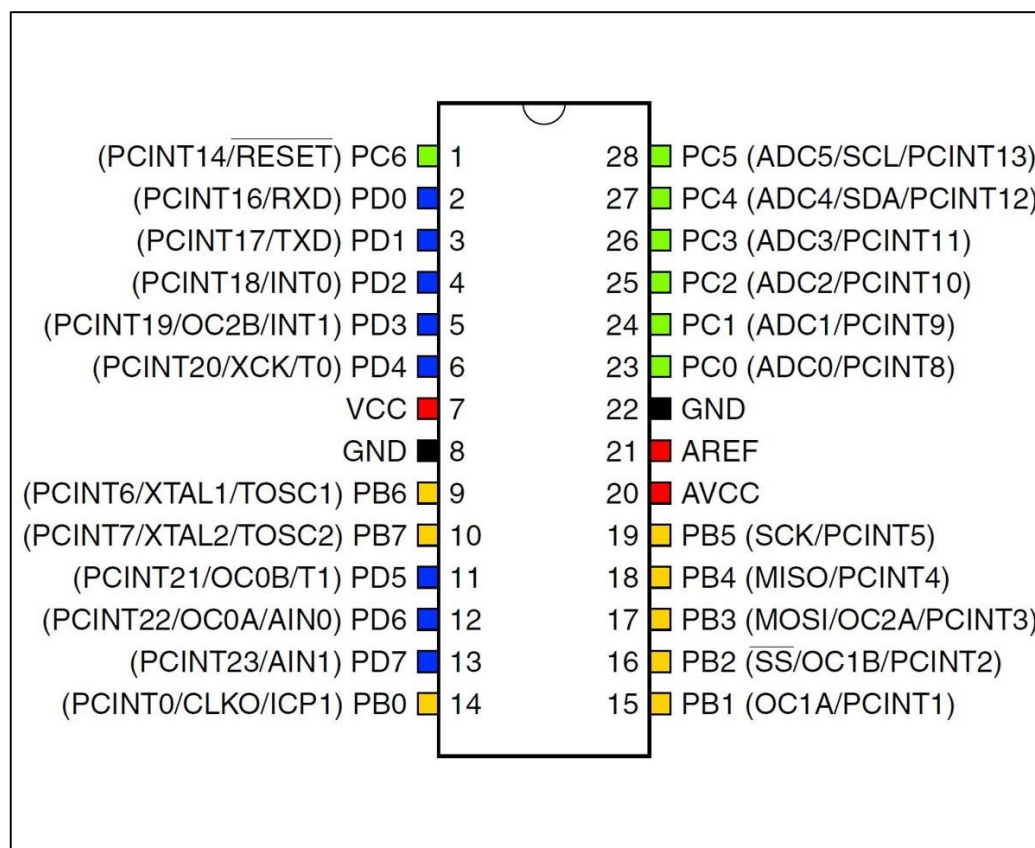 (PCINT14/RESET) PC6 1 28 PC5 (ADC5/SCL/PCINT13)
(PCINT16/RXD) PD0 2 27 PC4 (ADC4/SDA/PCINT12)
(PCINT17/TXD) PD1 3 26 PC3 (ADC3/PCINT11)
(PCINT18/INT0) PD2 4 25 PC2 (ADC2/PCINT10)
(PCINT19/OC2B/INT1) PD3 5 24 PC1 (ADC1/PCINT9)
(PCINT20/XCK/T0) PD4 6 23 PC0 (ADC0/PCINT8)
VCC 7 22 GND
GND 8 21 AREF
(PCINT6/XTAL1/TOSC1) PB6 9 20 AVCC
(PCINT7/XTAL2/TOSC2) PB7 10 19 PB5 (SCK/PCINT5)
(PCINT21/OC0B/T1) PD5 11 18 PB4 (MISO/PCINT4)
(PCINT22/OC0A/AIN0) PD6 12 17 PB3 (MOSI/OC2A/PCINT3)
(PCINT23/AIN1) PD7 13 16 PB2 (SS/OC1B/PCINT2)
(PCINT0/CLKO/ICP1) PB0 14 15 PB1 (OC1A/PCINT1)